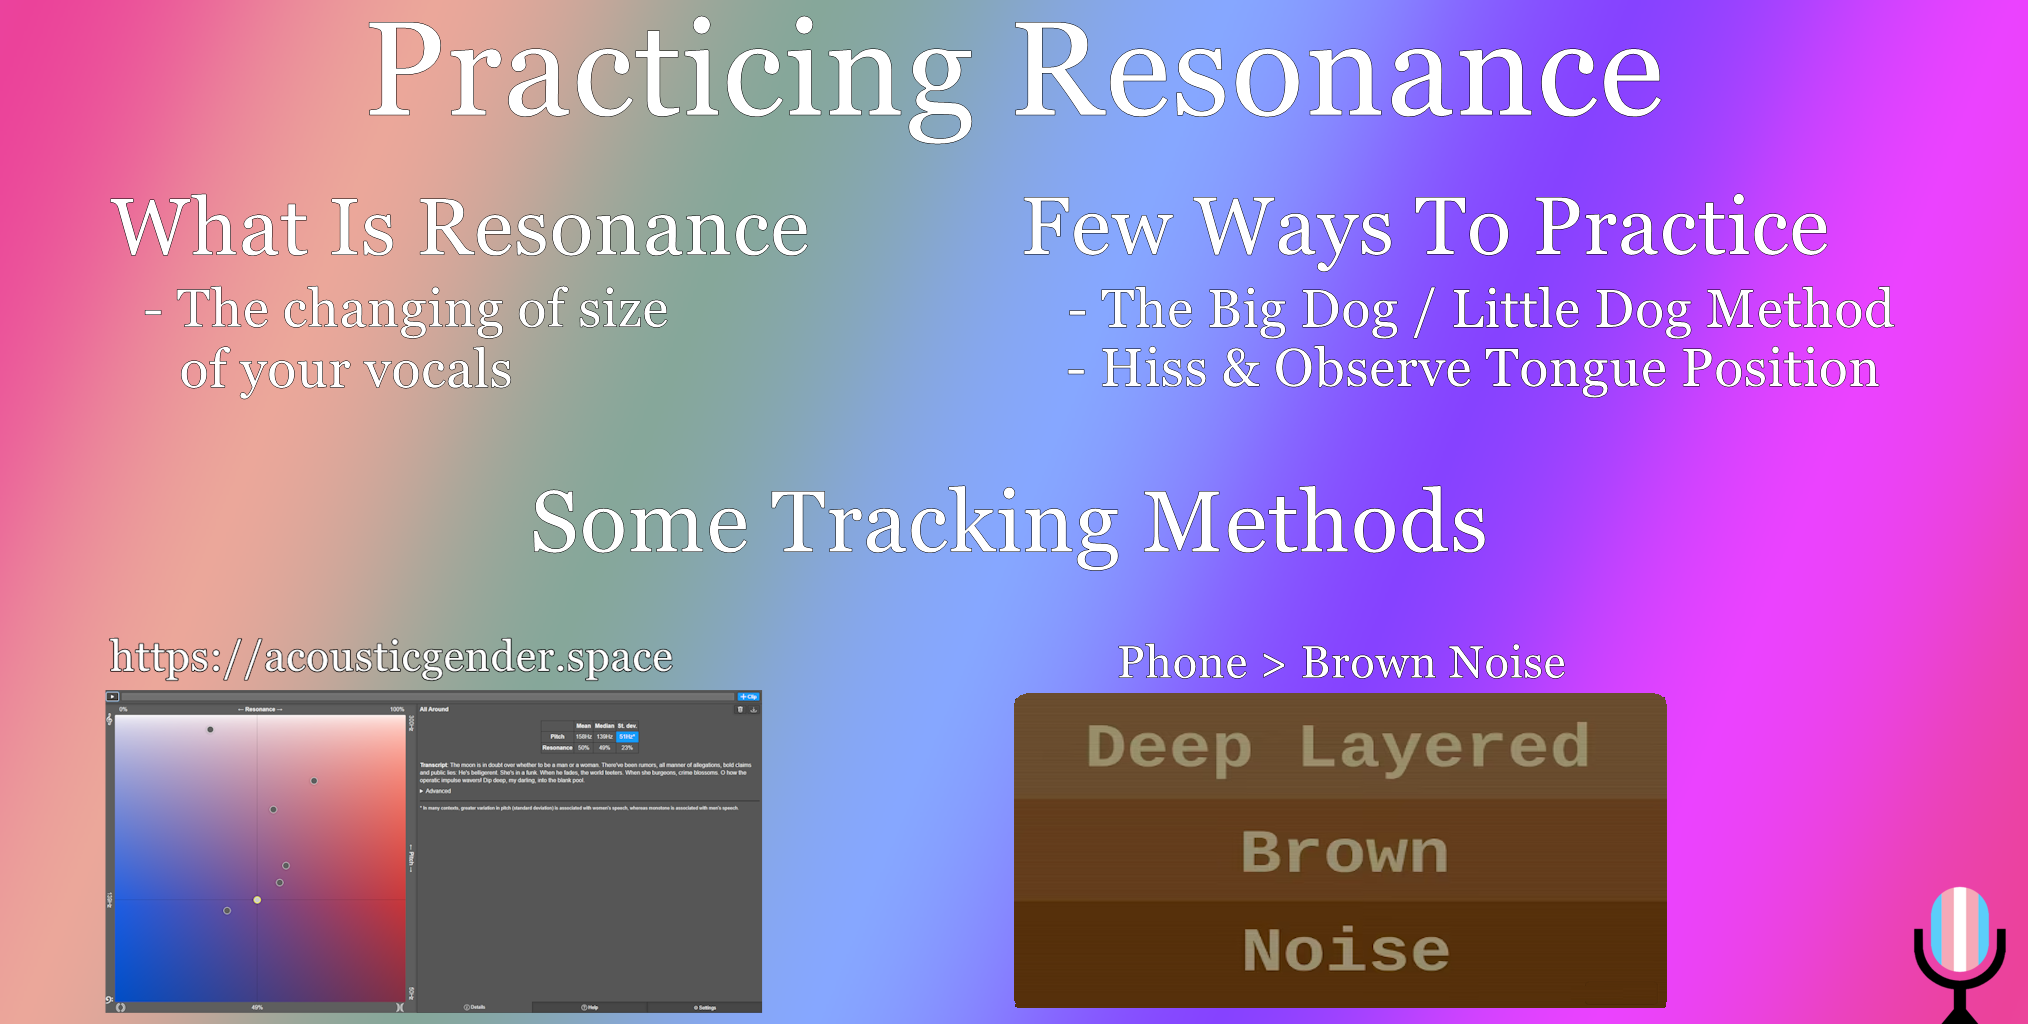 Practicing Resonance
What Is Resonance
- The changing of size
of your vocals
Few Ways To Practice
- The Big Dog / Little Dog Method
- Hiss & Observe Tongue Position
Some Tracking Methods
https://acousticgender.space
+ Clip
0% ← Resonance → 100%
All Around
Mean Median St. dev.
Pitch 158Hz 139Hz 51Hz*
Resonance 50% 49% 23%
Transcript: The moon is in doubt over whether to be a man or a woman. There've been rumors, all manner of allegations, bold claims
and public lies: He's belligerent. She's in a funk. When he fades, the world teeters. When she burgeons, crime blossoms. O how the
operatic impulse wavers! Dip deep, my darling, into the blank pool.
▸ Advanced
* In many contexts, greater variation in pitch (standard deviation) is associated with women's speech, whereas monotone is associated with men's speech.
← Pitch →
139Hz
49%
Details
Help
Settings
Phone > Brown Noise
Deep Layered
Brown
Noise